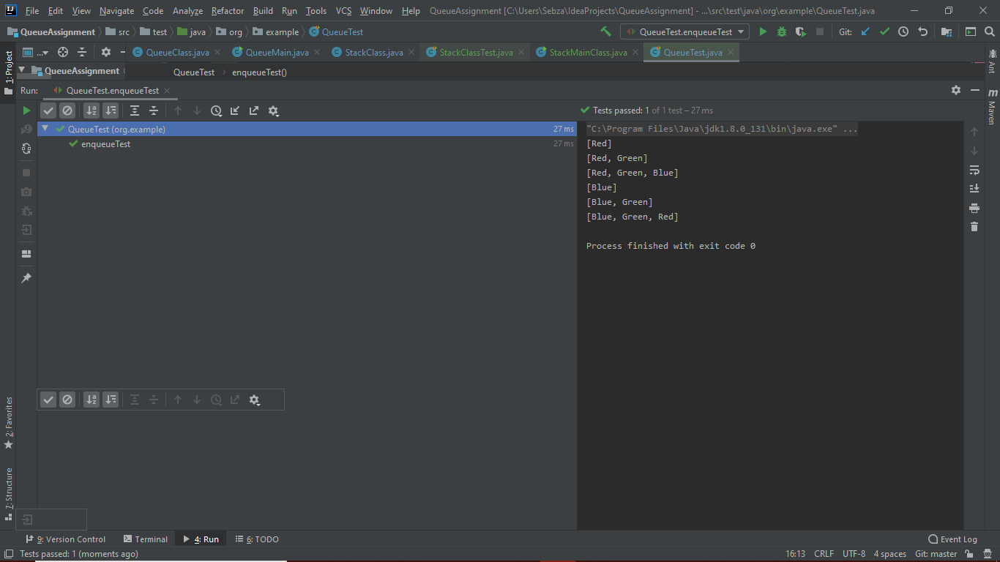 IJ File Edit View Navigate Code Analyze Refactor Build Run Tools VCS Window Help QueueAssignment [C:\Users\Sebza\IdeaProjects\QueueAssignment] - ...\src\test\java\org\example\QueueTest.java
QueueAssignment src test java org example QueueTest QueueTest.enqueueTest Git:
1: Project
... QueueClass.java QueueMain.java StackClass.java StackClassTest.java StackMainClass.java QueueTest.java
QueueAssignment QueueTest enqueueTest()
Ant
Run: QueueTest.enqueueTest
m Maven
Tests passed: 1 of 1 test – 27 ms
QueueTest (org.example) 27 ms
enqueueTest 27 ms
"C:\Program Files\Java\jdk1.8.0_131\bin\java.exe" ...
[Red]
[Red, Green]
[Red, Green, Blue]
[Blue]
[Blue, Green]
[Blue, Green, Red]
Process finished with exit code 0
2: Favorites
7: Structure
9: Version Control Terminal 4: Run 6: TODO Event Log
Tests passed: 1 (moments ago) 16:13 CRLF UTF-8 4 spaces Git: master